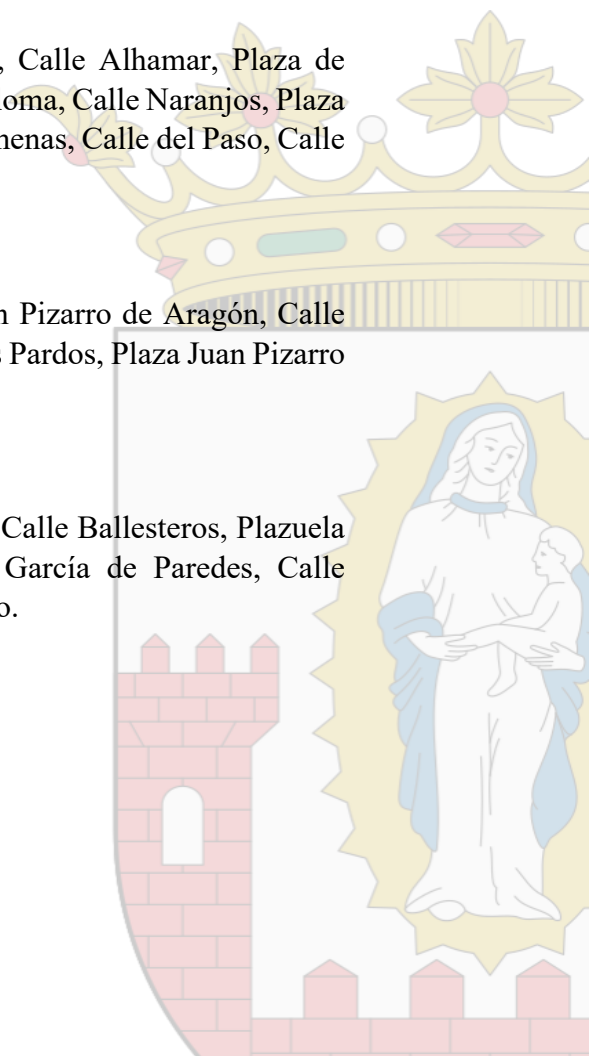 , Calle Alhamar, Plaza de
loma, Calle Naranjos, Plaza
nenas, Calle del Paso, Calle
n Pizarro de Aragón, Calle
s Pardos, Plaza Juan Pizarro
Calle Ballesteros, Plazuela
García de Paredes, Calle
o.